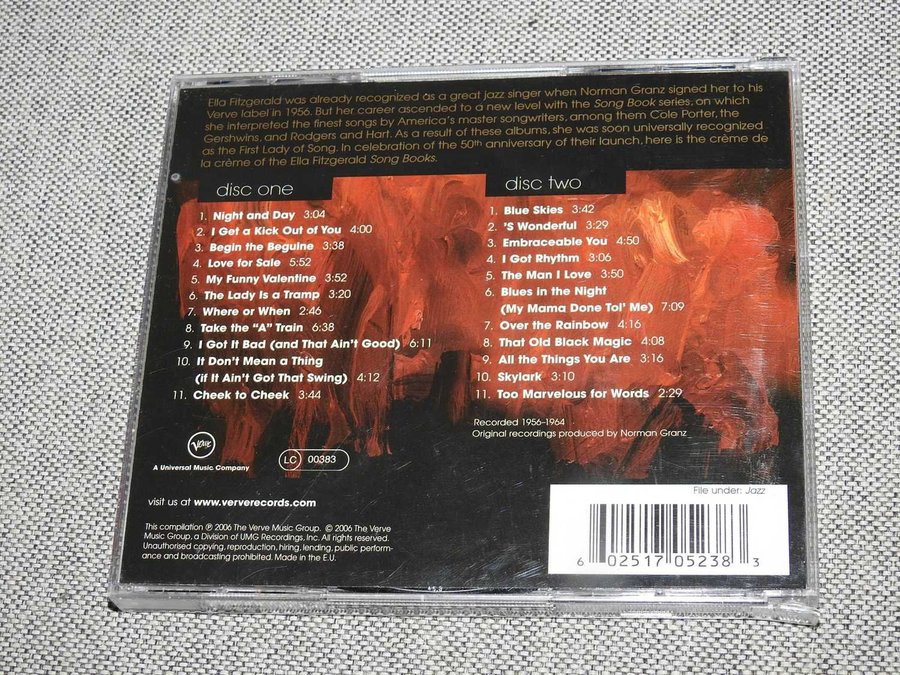 Ella Fitzgerald was already recognized as a great jazz singer when Norman Granz signed her to his
Verve label in 1956. But her career ascended to a new level with the Song Book series, on which
she interpreted the finest songs by America's master songwriters, among them Cole Porter, the
Gershwins, and Rodgers and Hart. As a result of these albums, she was soon universally recognized
as the First Lady of Song. In celebration of the 50th anniversary of their launch, here is the crème de
la crème of the Ella Fitzgerald Song Books.
disc one
1. Night and Day 3:04
2. I Get a Kick Out of You 4:00
3. Begin the Beguine 3:38
4. Love for Sale 5:52
5. My Funny Valentine 3:52
6. The Lady Is a Tramp 3:20
7. Where or When 2:46
8. Take the "A" Train 6:38
9. I Got It Bad (and That Ain't Good) 6:11
10. It Don't Mean a Thing
(if It Ain't Got That Swing) 4:12
11. Cheek to Cheek 3:44
disc two
1. Blue Skies 3:42
2. 'S Wonderful 3:29
3. Embraceable You 4:50
4. I Got Rhythm 3:06
5. The Man I Love 3:50
6. Blues in the Night
(My Mama Done Tol' Me) 7:09
7. Over the Rainbow 4:16
8. That Old Black Magic 4:08
9. All the Things You Are 3:16
10. Skylark 3:10
11. Too Marvelous for Words 2:29
Recorded 1956–1964
Original recordings produced by Norman Granz
Verve
A Universal Music Company
LC 00383
visit us at www.ververecords.com
This compilation ℗ 2006 The Verve Music Group. © 2006 The Verve
Music Group, a Division of UMG Recordings, Inc. All rights reserved.
Unauthorised copying, reproduction, hiring, lending, public perform-
ance and broadcasting prohibited. Made in the E.U.
File under: Jazz
6 02517 05238 3